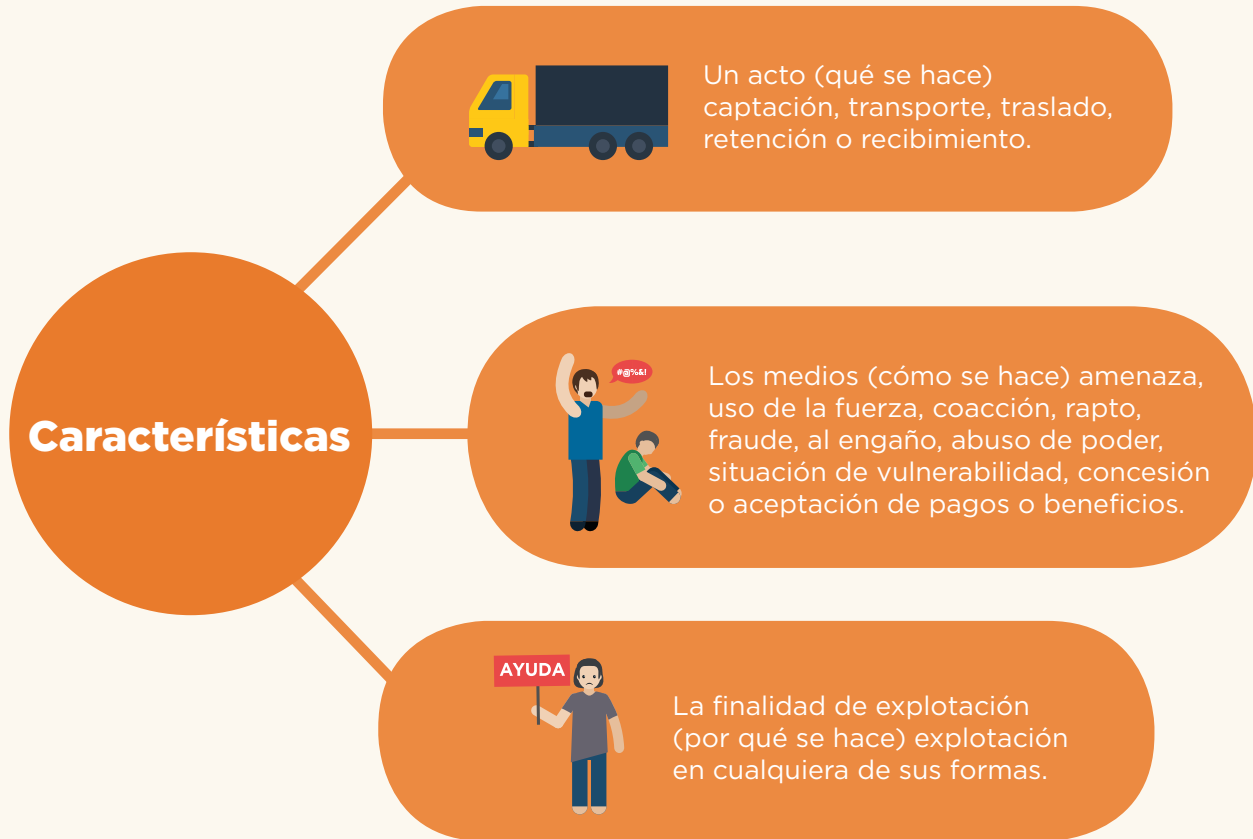 Un acto (qué se hace)
captación, transporte, traslado,
retención o recibimiento.
Características
#@%&!
Los medios (cómo se hace) amenaza,
uso de la fuerza, coacción, rapto,
fraude, al engaño, abuso de poder,
situación de vulnerabilidad, concesión
o aceptación de pagos o beneficios.
AYUDA
La finalidad de explotación
(por qué se hace) explotación
en cualquiera de sus formas.